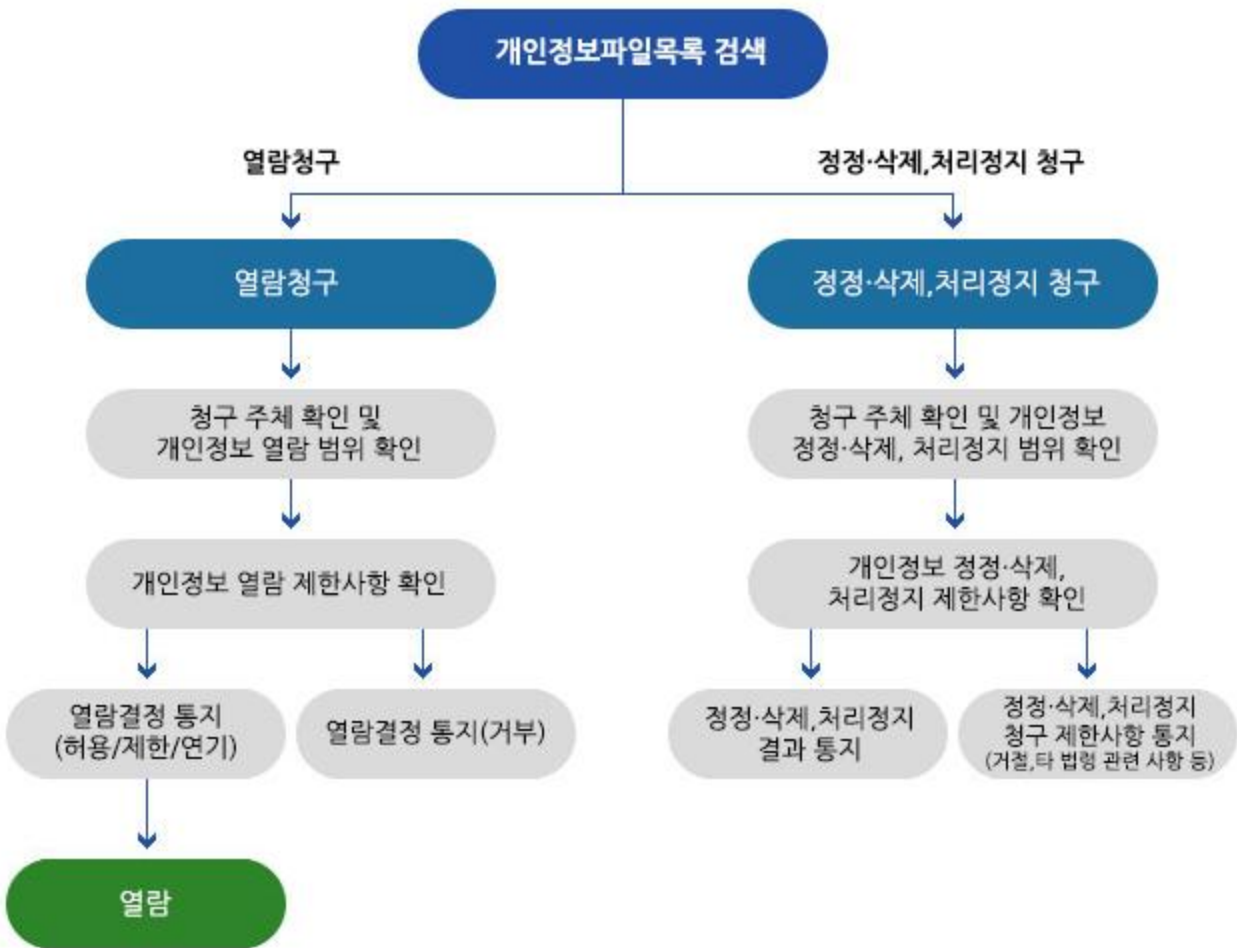 개인정보파일목록 검색
열람청구
정정·삭제,처리정지 청구
열람청구
정정·삭제,처리정지 청구
청구 주체 확인 및
개인정보 열람 범위 확인
청구 주체 확인 및 개인정보
정정·삭제, 처리정지 범위 확인
개인정보 열람 제한사항 확인
개인정보 정정·삭제,
처리정지 제한사항 확인
열람결정 통지
(허용/제한/연기)
열람결정 통지(거부)
정정·삭제,처리정지
결과 통지
정정·삭제,처리정지
청구 제한사항 통지
(거절,타 법령 관련 사항 등)
열람